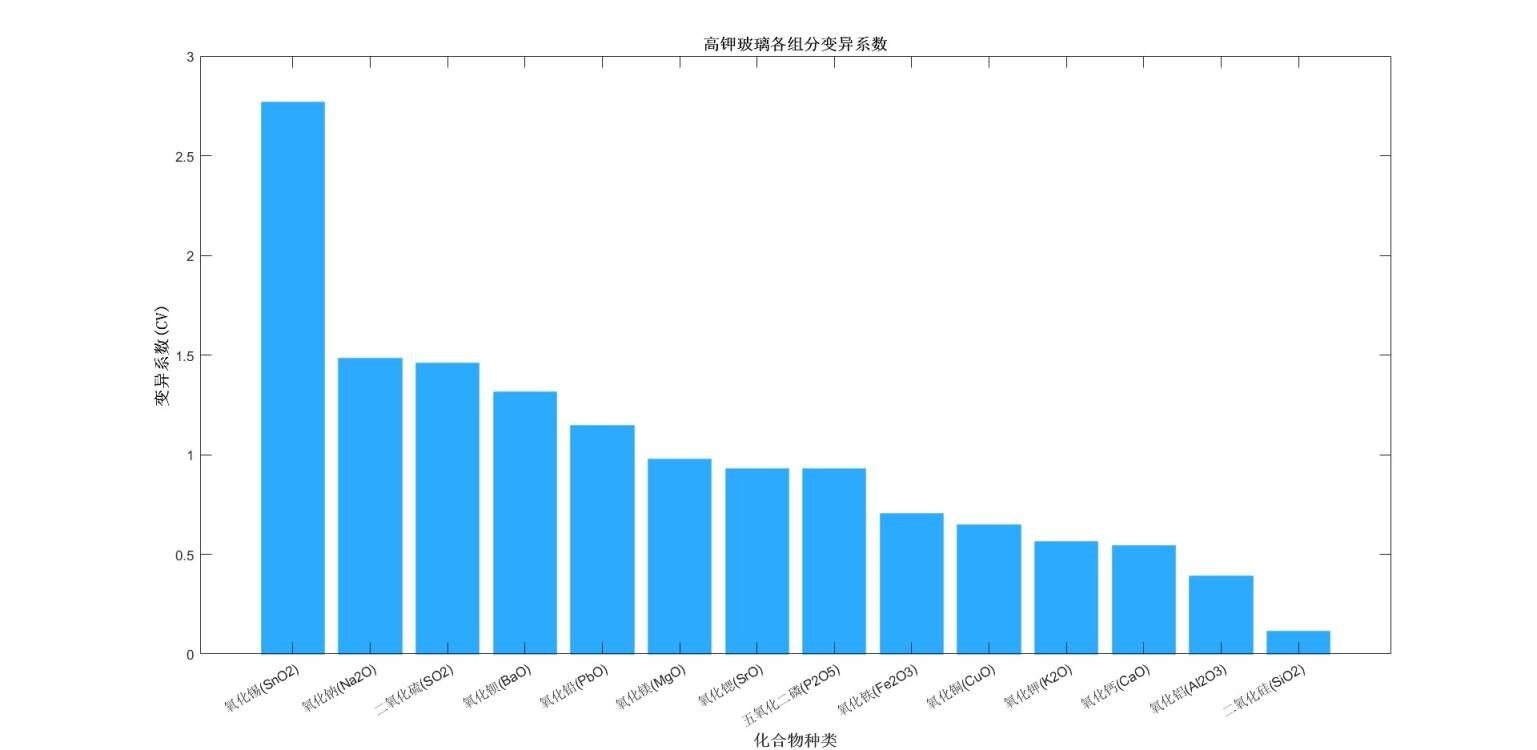 高钾玻璃各组分变异系数
3
2.5
2
1.5
1
0.5
0
变异系数(CV)
氧化锡(SnO2)
氧化钠(Na2O)
二氧化硫(SO2)
氧化钡(BaO)
氧化铅(PbO)
氧化镁(MgO)
氧化锶(SrO)
五氧化二磷(P2O5)
氧化铁(Fe2O3)
氧化铜(CuO)
氧化钾(K2O)
氧化钙(CaO)
氧化铝(Al2O3)
二氧化硅(SiO2)
化合物种类